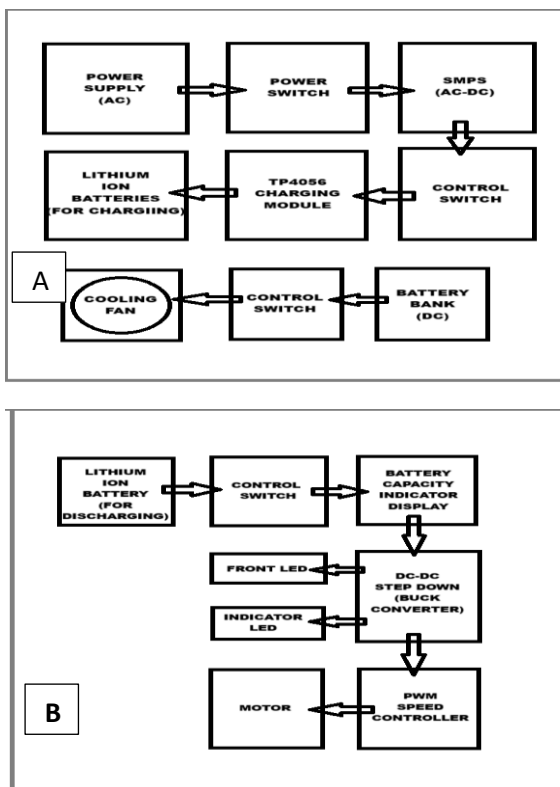 POWER
SUPPLY
(AC)
POWER
SWITCH
SMPS
(AC-DC)
LITHIUM
ION
BATTERIES
(FOR CHARGIING)
TP4056
CHARGING
MODULE
CONTROL
SWITCH
A
COOLING
FAN
CONTROL
SWITCH
BATTERY
BANK
(DC)
LITHIUM
ION
BATTERY
(FOR
DISCHARGING)
CONTROL
SWITCH
BATTERY
CAPACITY
INDICATOR
DISPLAY
FRONT LED
INDICATOR
LED
DC-DC
STEP DOWN
(BUCK
CONVERTER)
B
MOTOR
PWM
SPEED
CONTROLLER